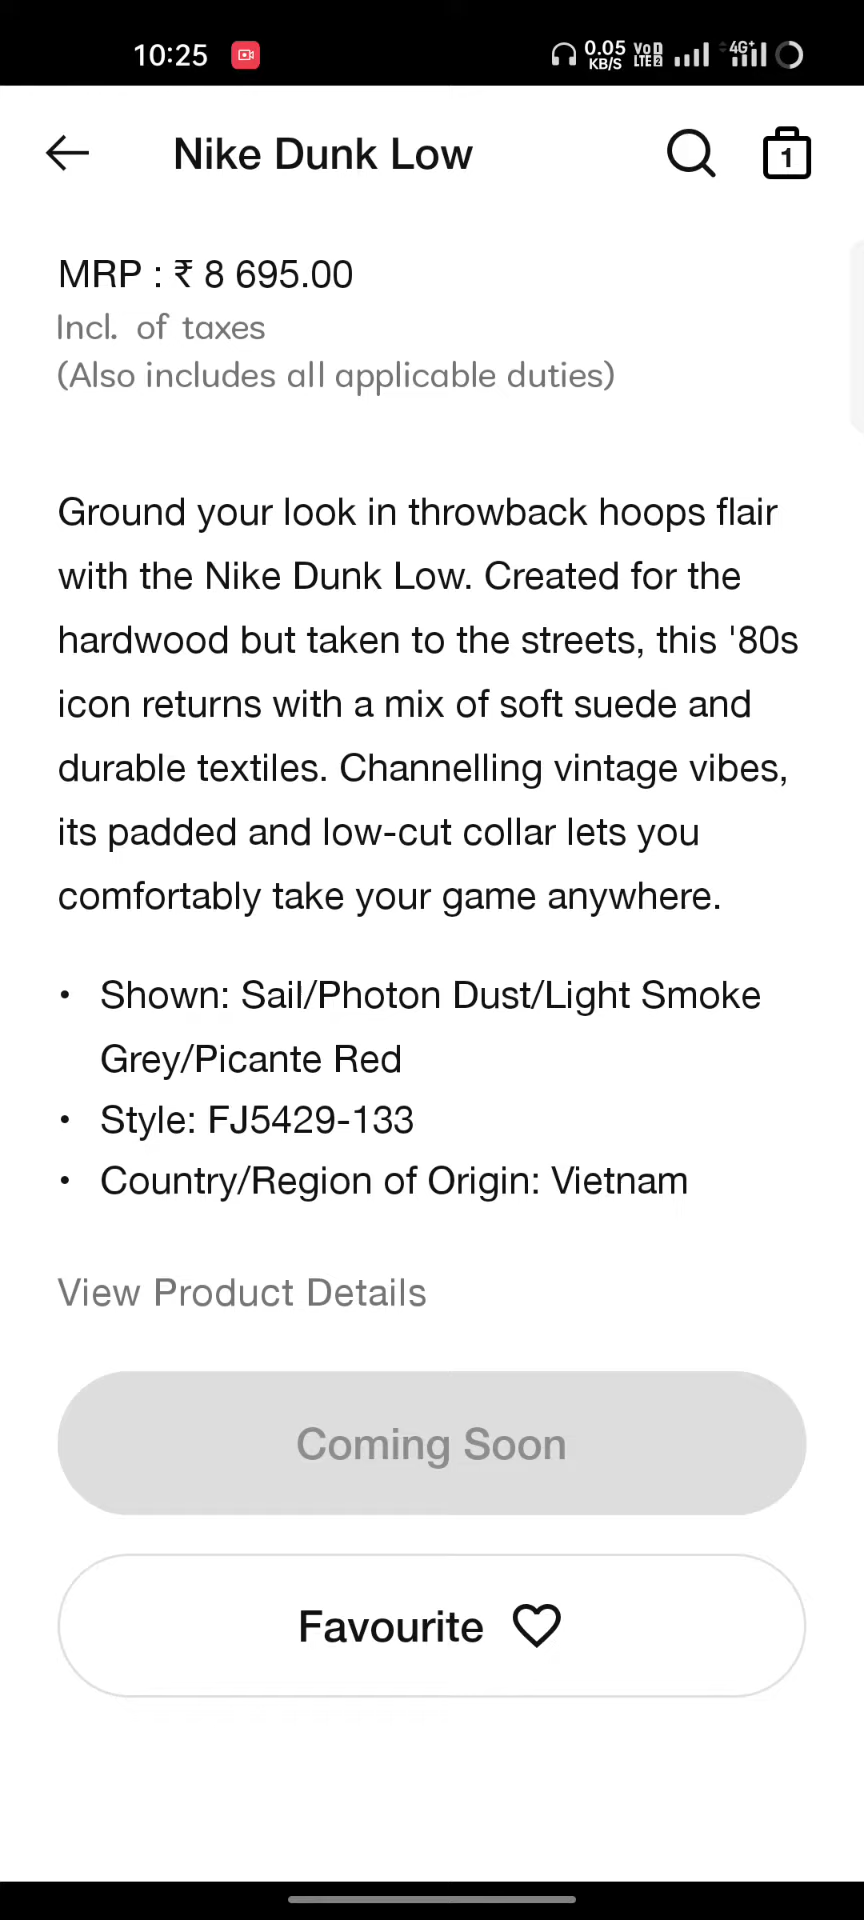 10:25 0.05 KB/S VoD LTE2 4G+
Nike Dunk Low 1
MRP : ₹ 8 695.00
Incl. of taxes
(Also includes all applicable duties)
Ground your look in throwback hoops flair
with the Nike Dunk Low. Created for the
hardwood but taken to the streets, this '80s
icon returns with a mix of soft suede and
durable textiles. Channelling vintage vibes,
its padded and low-cut collar lets you
comfortably take your game anywhere.
• Shown: Sail/Photon Dust/Light Smoke
Grey/Picante Red
• Style: FJ5429-133
• Country/Region of Origin: Vietnam
View Product Details
Coming Soon
Favourite